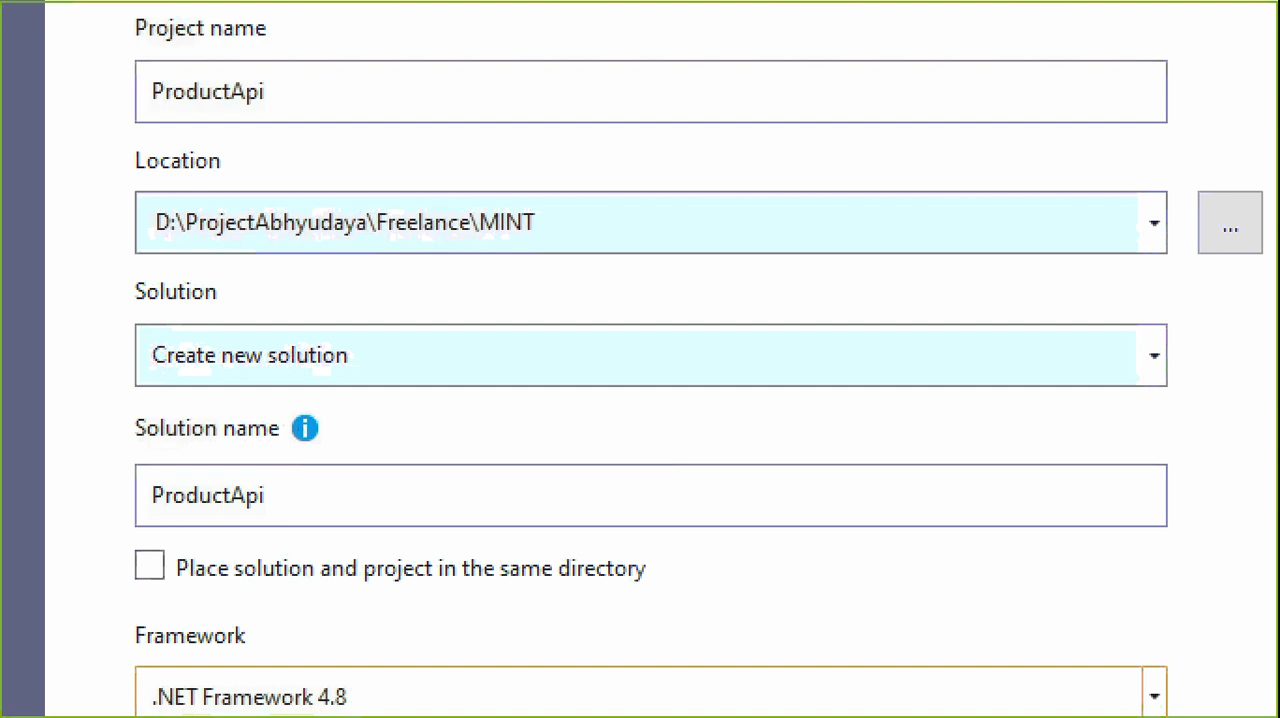 Project name
ProductApi
Location
D:\ProjectAbhyudaya\Freelance\MINT
...
Solution
Create new solution
Solution name
ProductApi
Place solution and project in the same directory
Framework
.NET Framework 4.8